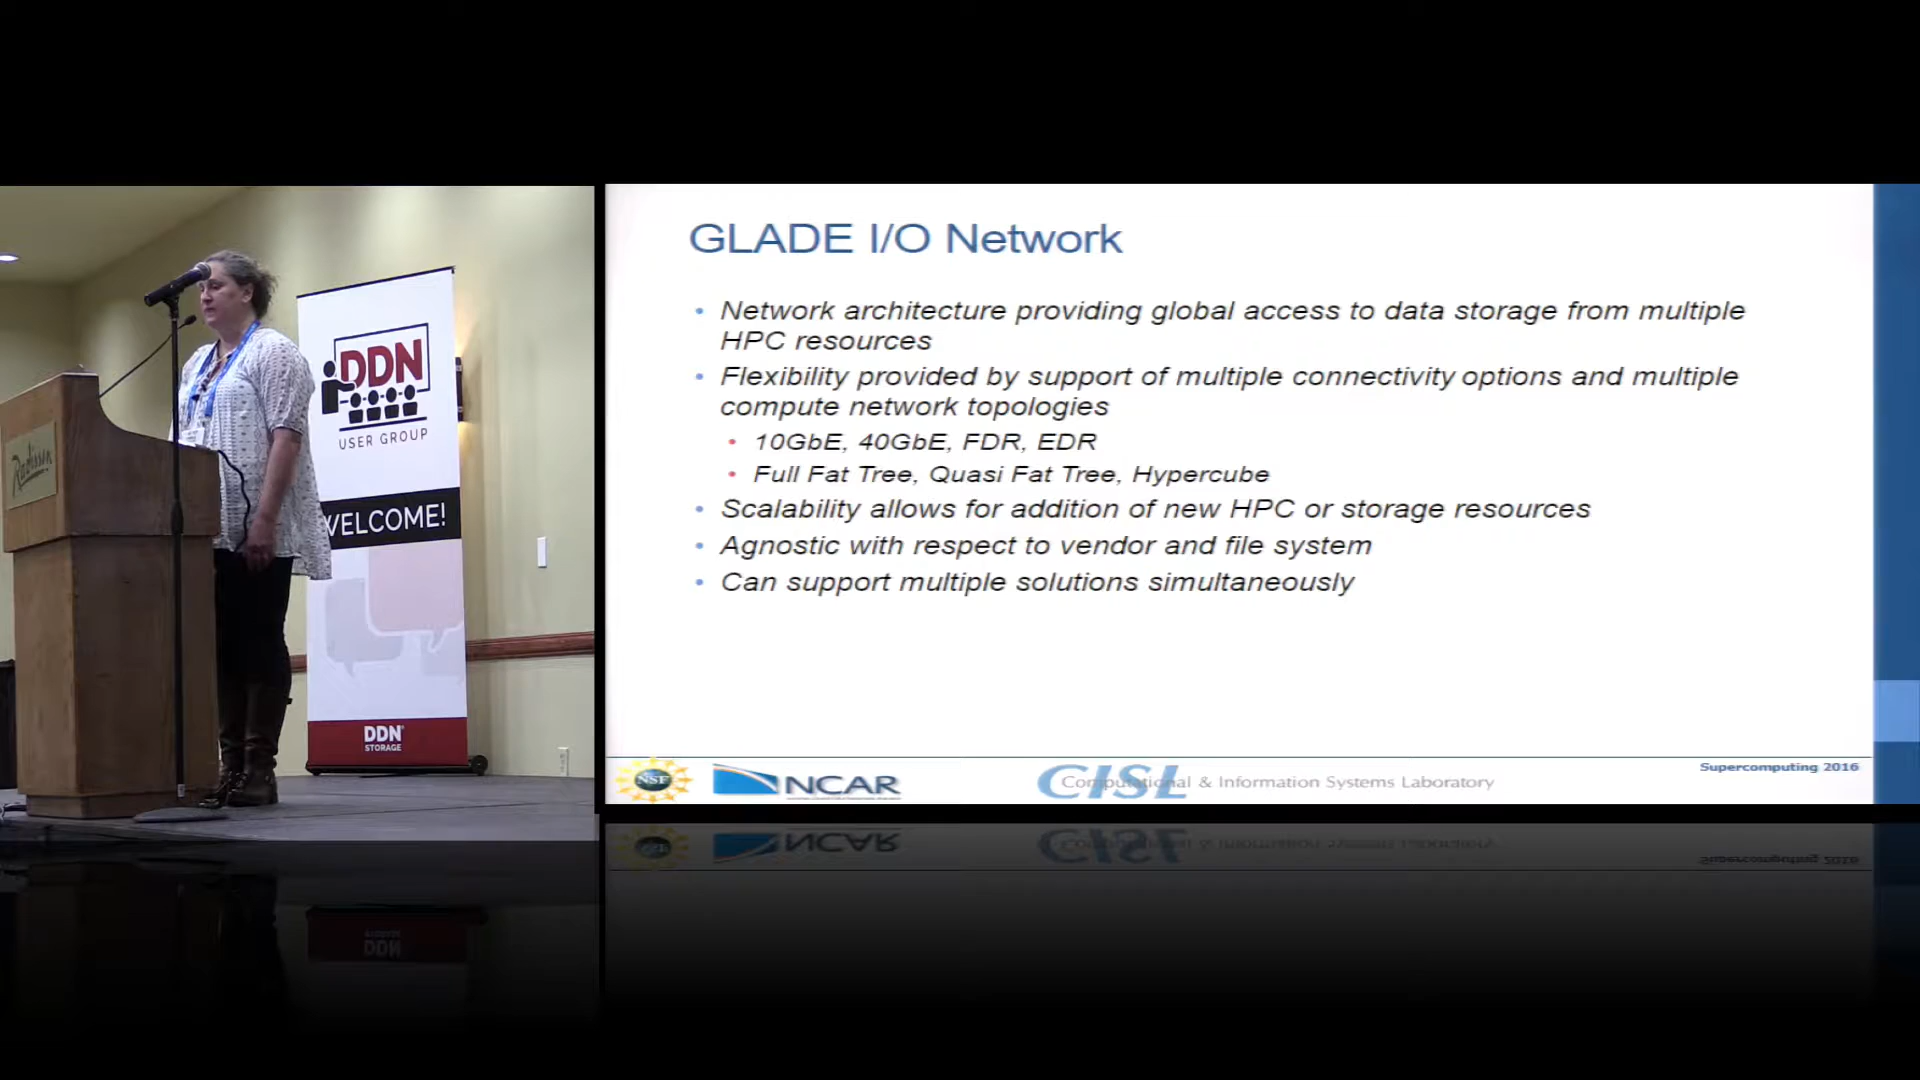 Radisson
DDN
USER GROUP
WELCOME!
DDN
STORAGE
GLADE I/O Network
• Network architecture providing global access to data storage from multiple
HPC resources
• Flexibility provided by support of multiple connectivity options and multiple
compute network topologies
• 10GbE, 40GbE, FDR, EDR
• Full Fat Tree, Quasi Fat Tree, Hypercube
• Scalability allows for addition of new HPC or storage resources
• Agnostic with respect to vendor and file system
• Can support multiple solutions simultaneously
NSF
NCAR
CISL
Computational & Information Systems Laboratory
Supercomputing 2016